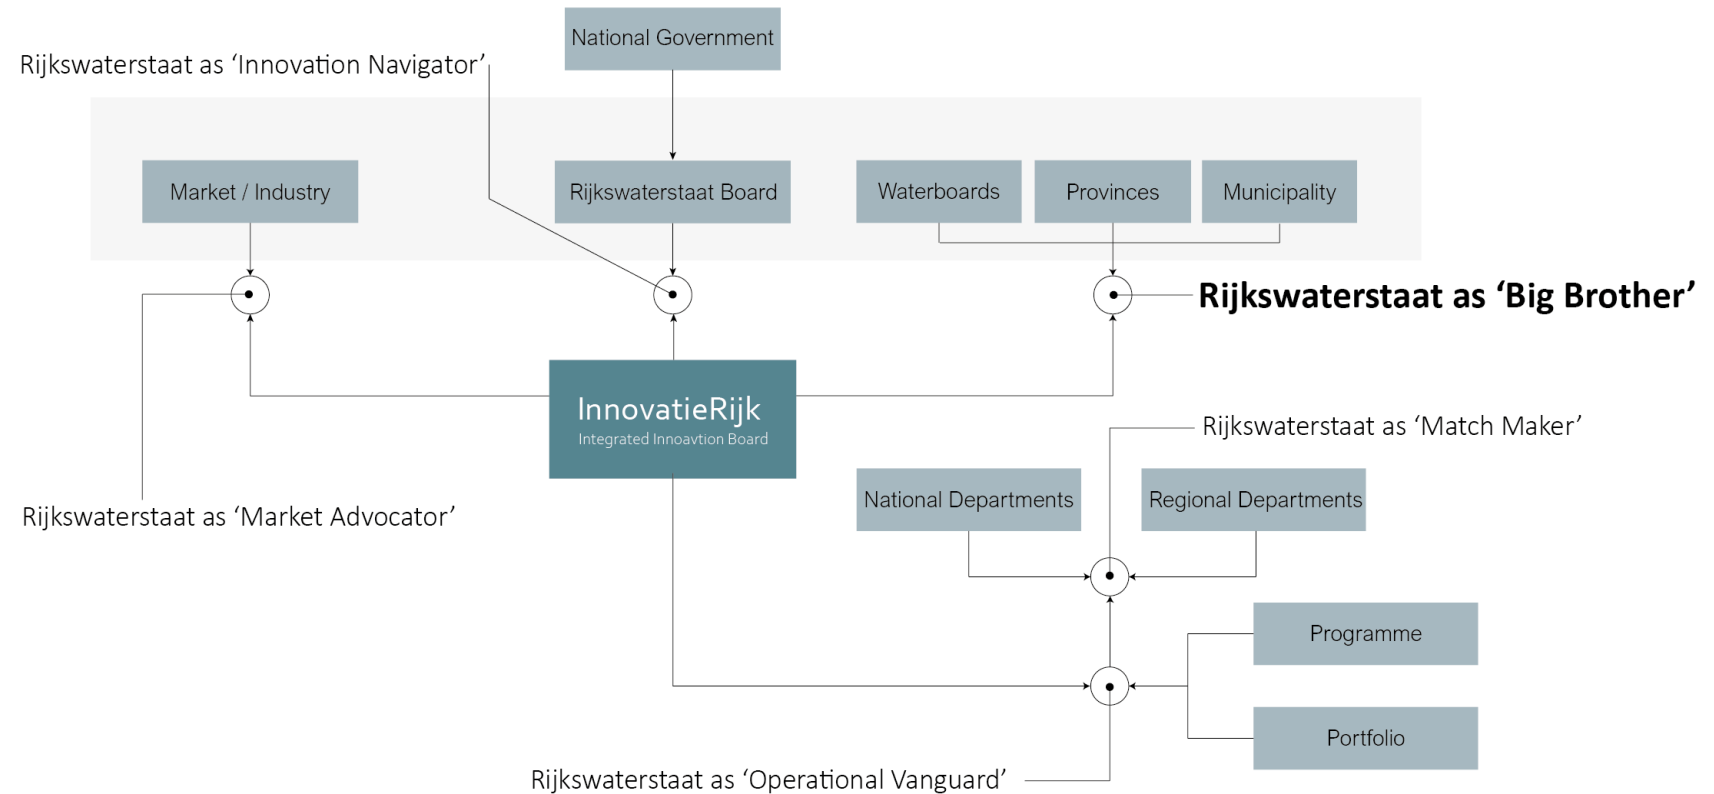 National Government
Rijkswaterstaat as ‘Innovation Navigator’
Market / Industry
Rijkswaterstaat Board
Waterboards
Provinces
Municipality
Rijkswaterstaat as ‘Big Brother’
InnovatieRijk
Integrated Innoavtion Board
Rijkswaterstaat as ‘Match Maker’
National Departments
Regional Departments
Rijkswaterstaat as ‘Market Advocator’
Programme
Portfolio
Rijkswaterstaat as ‘Operational Vanguard’